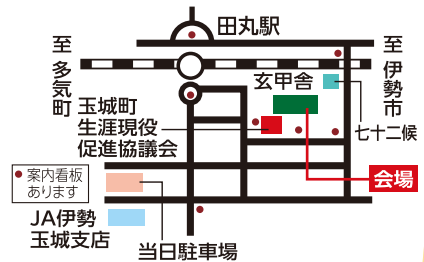 田丸駅
至
多気町
至
伊勢市
玄甲舎
玉城町
生涯現役
促進協議会
七十二候
案内看板
あります
会場
JA伊勢
玉城支店
当日駐車場